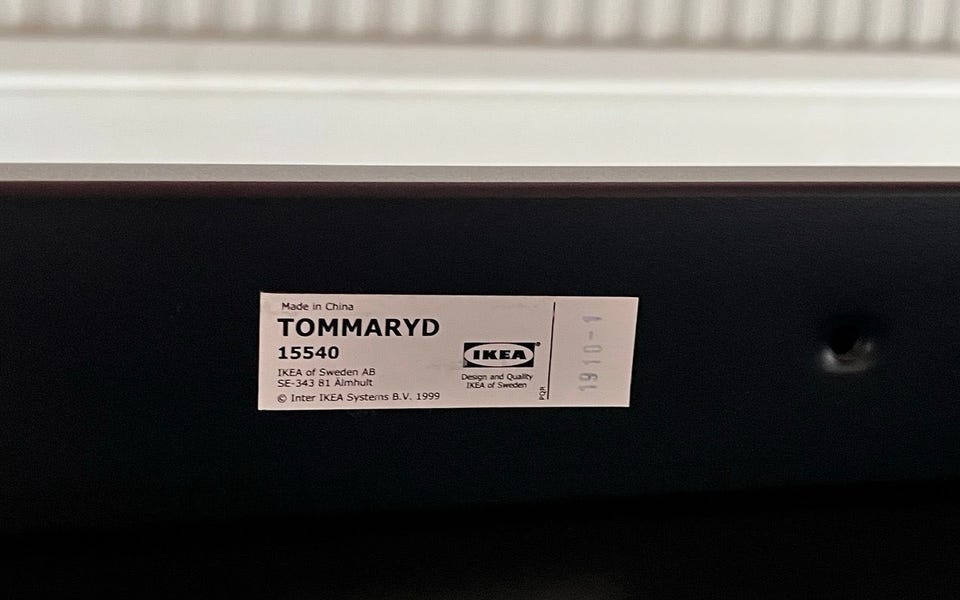 Made in China
TOMMARYD
15540
IKEA of Sweden AB
SE-343 81 Älmhult
© Inter IKEA Systems B.V. 1999
IKEA®
Design and Quality
IKEA of Sweden
PQR
1910-1